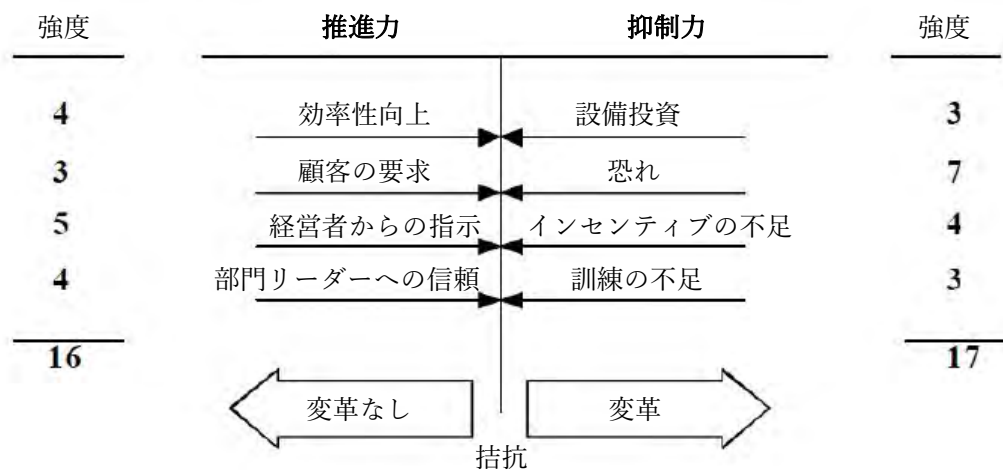 強度 推進力 抑制力 強度
4 効率性向上 設備投資 3
3 顧客の要求 恐れ 7
5 経営者からの指示 インセンティブの不足 4
4 部門リーダーへの信頼 訓練の不足 3
16 17
変革なし 変革
拮抗